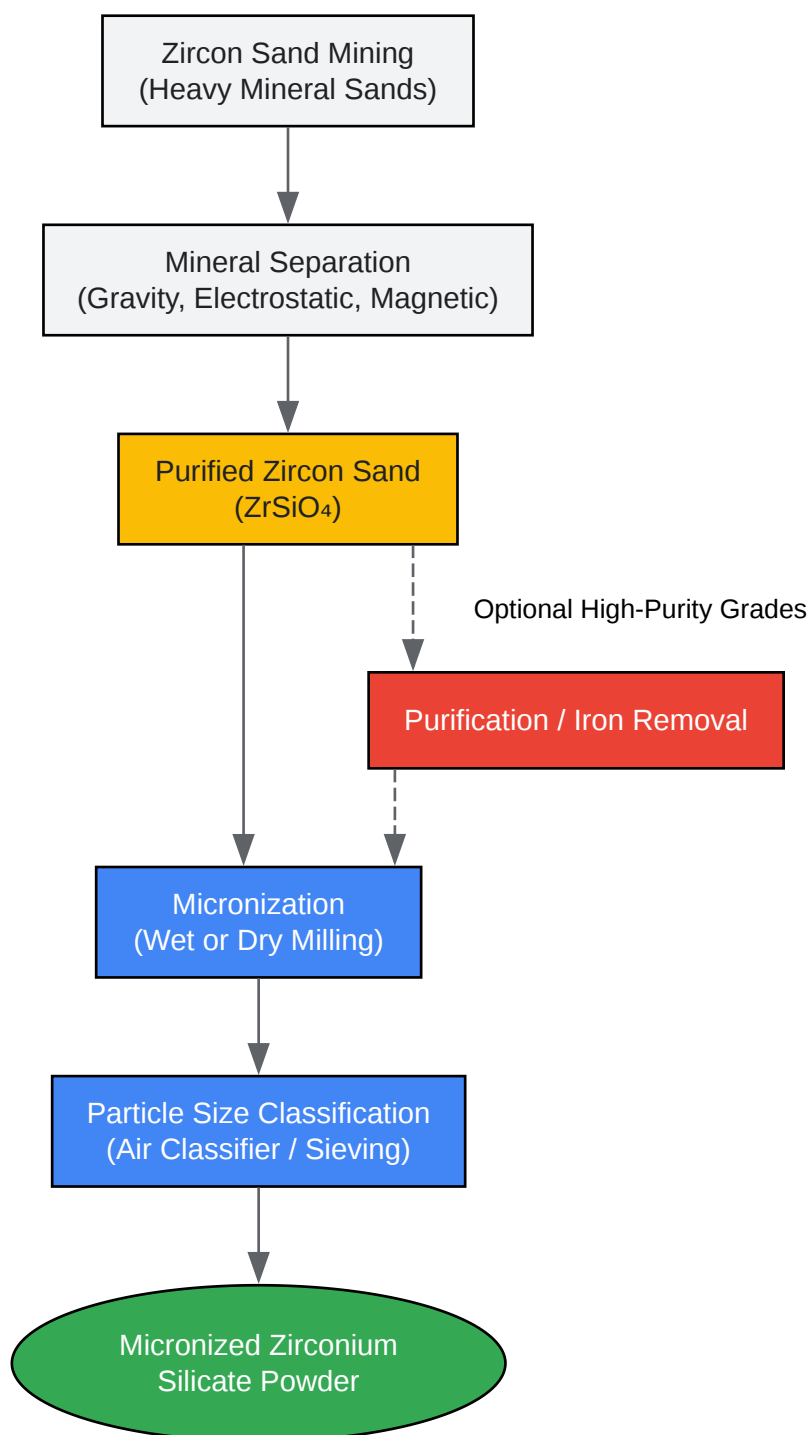 Zircon Sand Mining
(Heavy Mineral Sands)
Mineral Separation
(Gravity, Electrostatic, Magnetic)
Purified Zircon Sand
(ZrSiO₄)
Optional High-Purity Grades
Purification / Iron Removal
Micronization
(Wet or Dry Milling)
Particle Size Classification
(Air Classifier / Sieving)
Micronized Zirconium
Silicate Powder